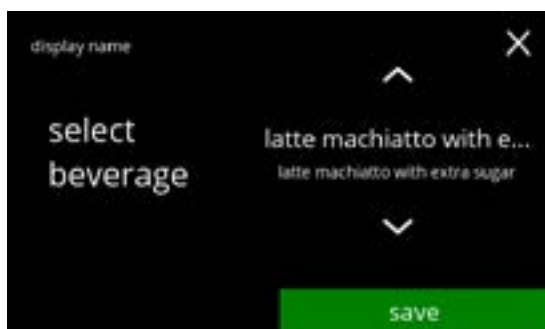 display name
select
beverage
latte machiatto with e...
latte machiatto with extra sugar
save